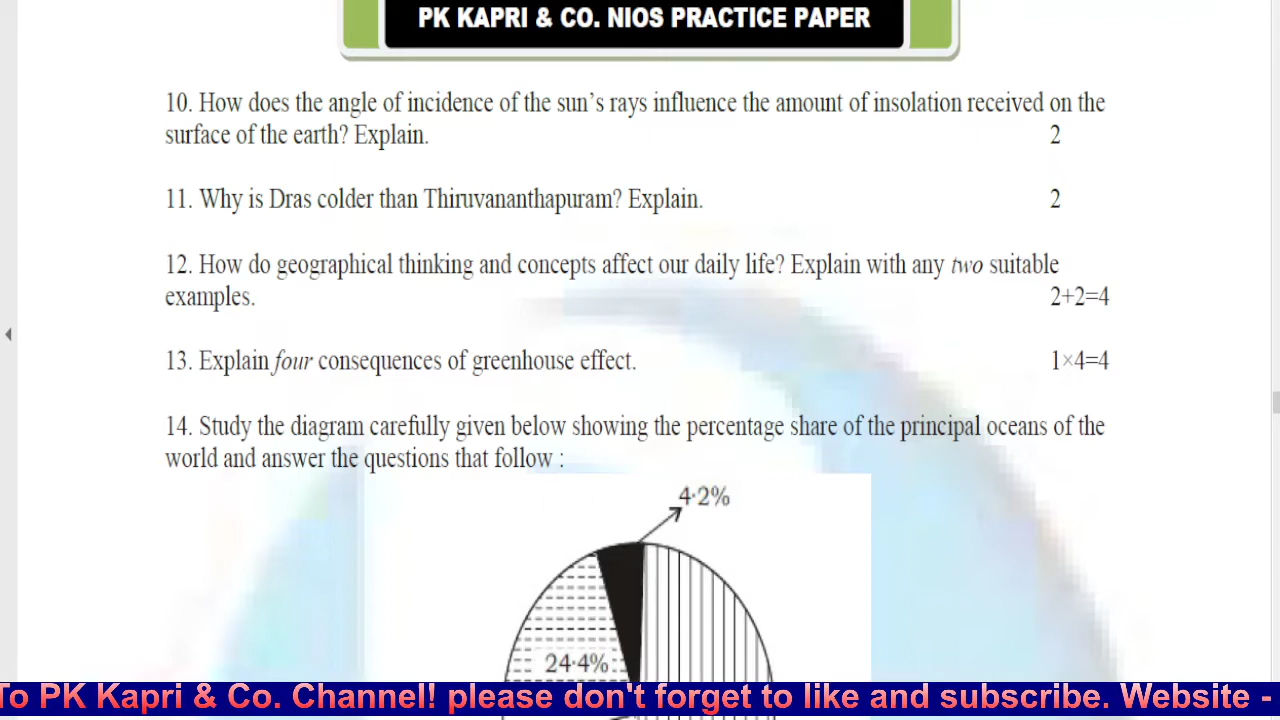 PK KAPRI & CO. NIOS PRACTICE PAPER
10. How does the angle of incidence of the sun’s rays influence the amount of insolation received on the
surface of the earth? Explain. 2
11. Why is Dras colder than Thiruvananthapuram? Explain. 2
12. How do geographical thinking and concepts affect our daily life? Explain with any two suitable
examples. 2+2=4
13. Explain four consequences of greenhouse effect. 1×4=4
14. Study the diagram carefully given below showing the percentage share of the principal oceans of the
world and answer the questions that follow :
4·2%
24·4%
To PK Kapri & Co. Channel! please don't forget to like and subscribe. Website -